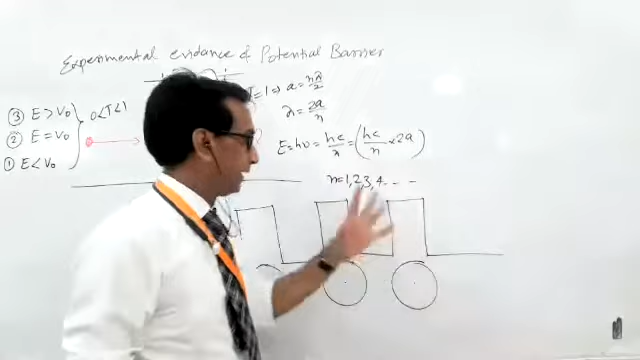 Experimental evidence of Potential Barrier
T=1 ⇒ a = nλ/2
λ = 2a/n
③ E > V₀
② E = V₀
① E < V₀
0<T<1
E = hν = hc/λ = (hc/n × 2a)
n=1,2,3,4...